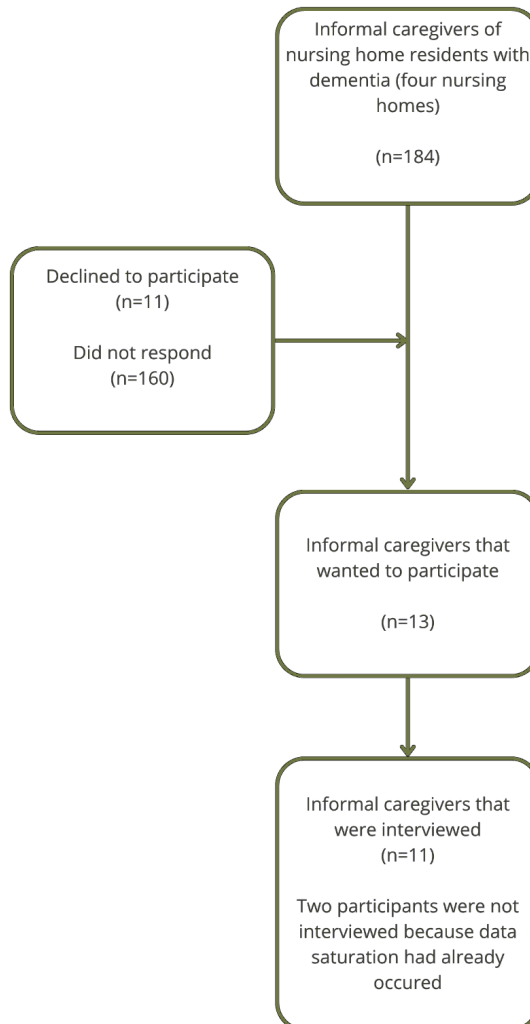 Informal caregivers of
nursing home residents with
dementia (four nursing
homes)
(n=184)
Declined to participate
(n=11)
Did not respond
(n=160)
Informal caregivers that
wanted to participate
(n=13)
Informal caregivers that
were interviewed
(n=11)
Two participants were not
interviewed because data
saturation had already
occured